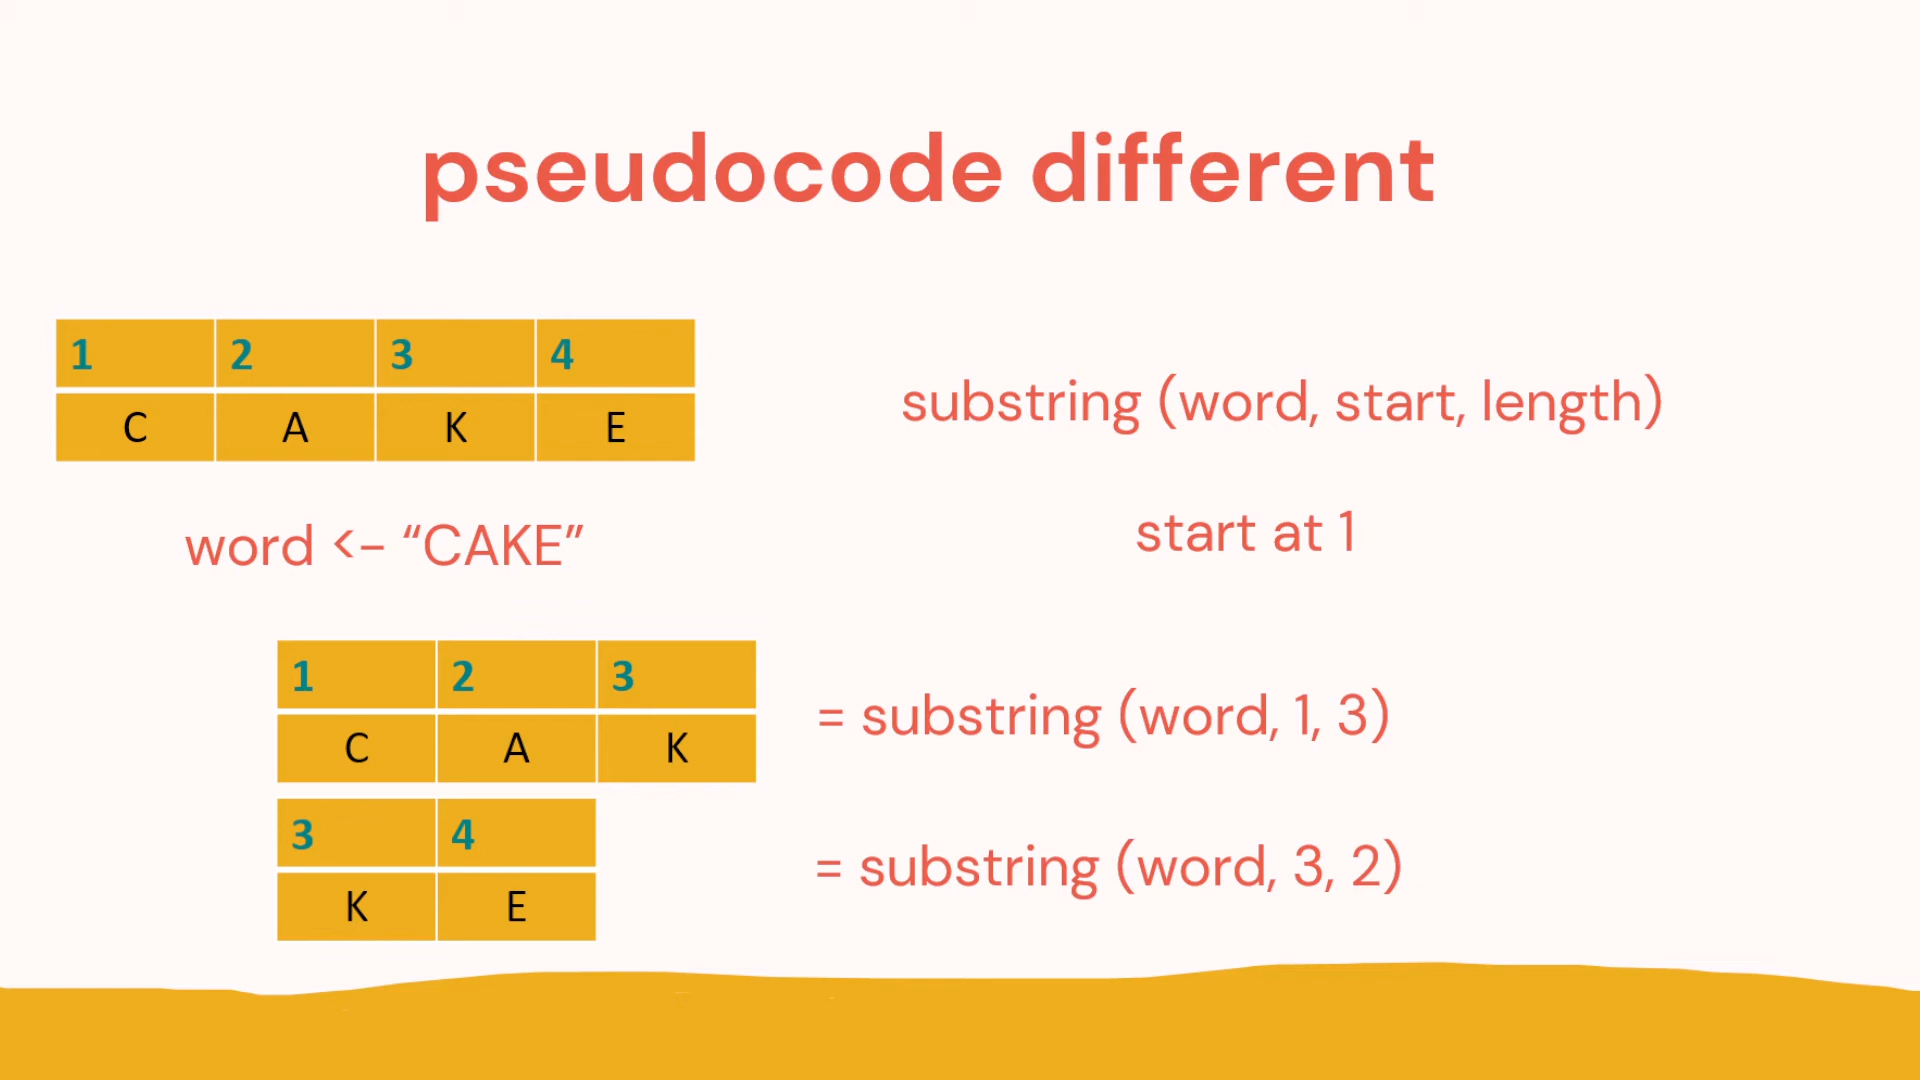 pseudocode different
1 2 3 4
C A K E
substring (word, start, length)
word <- “CAKE”
start at 1
1 2 3
C A K
= substring (word, 1, 3)
3 4
K E
= substring (word, 3, 2)